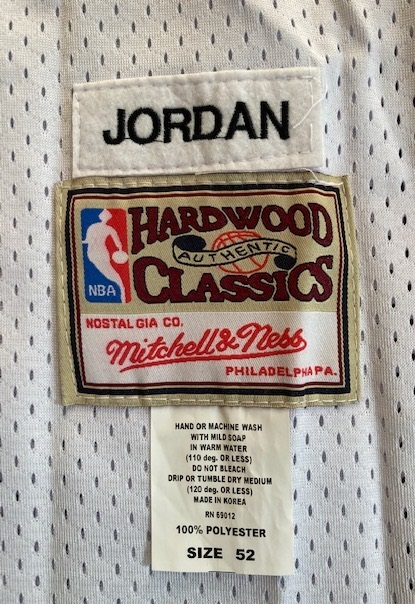 JORDAN
HARDWOOD
AUTHENTIC
CLASSICS
NBA
NOSTALGIA CO.
Mitchell & Ness
PHILADELPHAPA.
HAND OR MACHINE WASH
WITH MILD SOAP
IN WARM WATER
(110 deg. OR LESS)
DO NOT BLEACH
DRIP OR TUMBLE DRY MEDIUM
(120 deg. OR LESS)
MADE IN KOREA
RN 69012
100% POLYESTER
SIZE 52